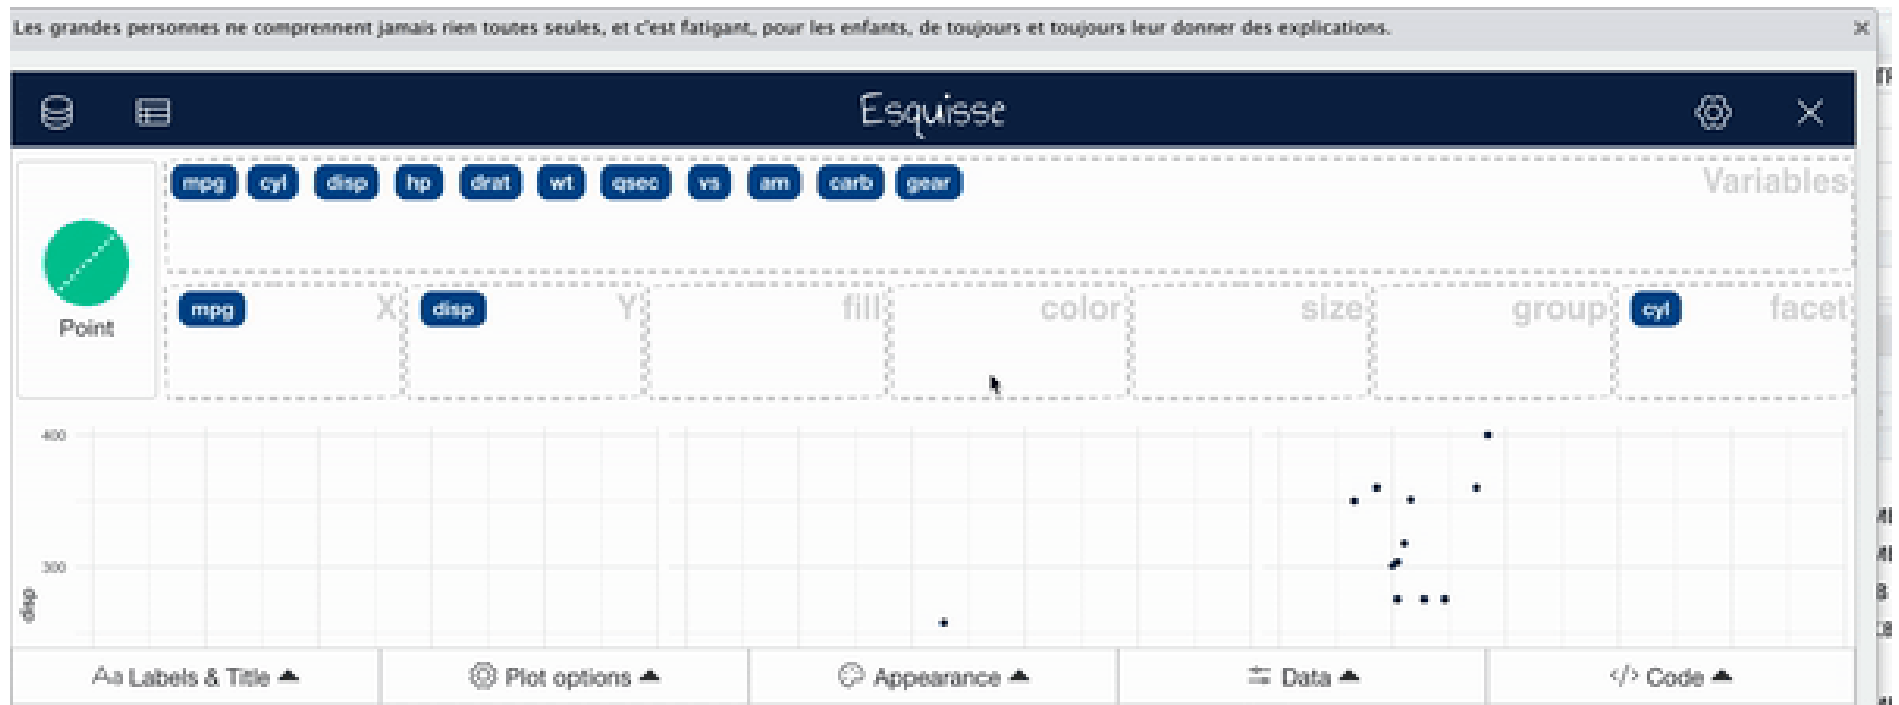 Les grandes personnes ne comprennent jamais rien toutes seules, et c'est fatigant, pour les enfants, de toujours et toujours leur donner des explications.
Esquisse
mpg cyl disp hp drat wt qsec vs am carb gear Variables
Point
mpg X disp Y fill color size group cyl facet
400
300
disp
Aa Labels & Title Plot options Appearance Data </> Code